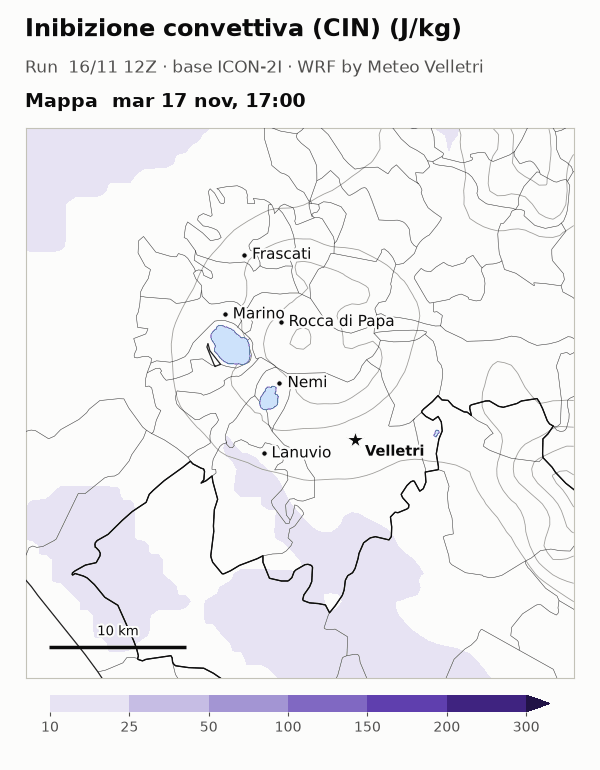 Inibizione convettiva (CIN) (J/kg)
Run  16/11 12Z · base ICON-2I · WRF by Meteo Velletri
Mappa  mar 17 nov, 17:00
Frascati
Marino
Rocca di Papa
Nemi
Velletri
Lanuvio
10 km
10 25 50 100 150 200 300